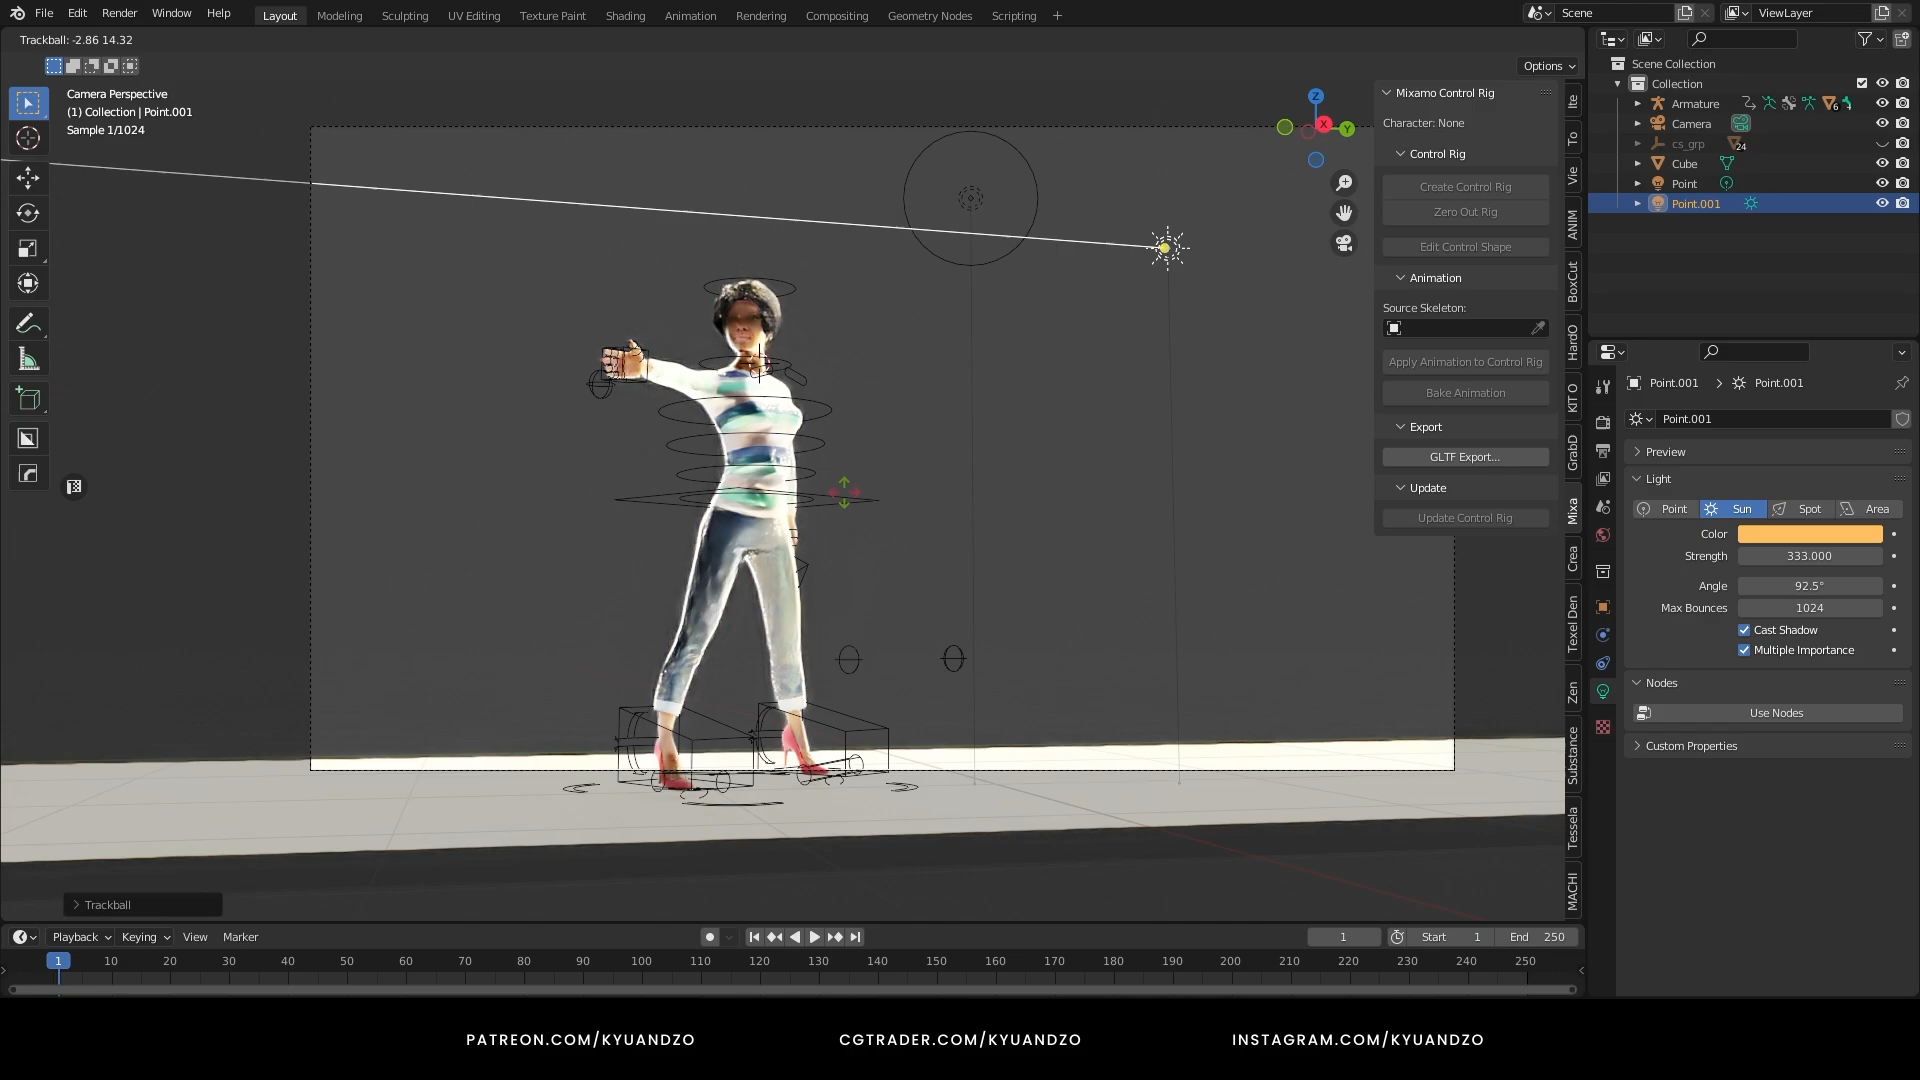 File Edit Render Window Help Layout Modeling Sculpting UV Editing Texture Paint Shading Animation Rendering Compositing Geometry Nodes Scripting + Scene ViewLayer
Trackball: -2.86 14.32
Options
Camera Perspective
(1) Collection | Point.001
Sample 1/1024
Z
X
Y
Mixamo Control Rig
Character: None
Control Rig
Create Control Rig
Zero Out Rig
Edit Control Shape
Animation
Source Skeleton:
Apply Animation to Control Rig
Bake Animation
Export
GLTF Export...
Update
Update Control Rig
Ite
To
Vie
ANIM
BoxCut
HardO
KIT O
GrabD
Mixa
Crea
Texel Den
Zen
Substance
Tessela
MACHI
Scene Collection
Collection
Armature 6
Camera
cs_grp 24
Cube
Point
Point.001
Point.001 > Point.001
Point.001
Preview
Light
Point Sun Spot Area
Color
Strength 333.000
Angle 92.5°
Max Bounces 1024
Cast Shadow
Multiple Importance
Nodes
Use Nodes
Custom Properties
Trackball
Playback Keying View Marker 1 Start 1 End 250
1 10 20 30 40 50 60 70 80 90 100 110 120 130 140 150 160 170 180 190 200 210 220 230 240 250
PATREON.COM/KYUANDZO CGTRADER.COM/KYUANDZO INSTAGRAM.COM/KYUANDZO